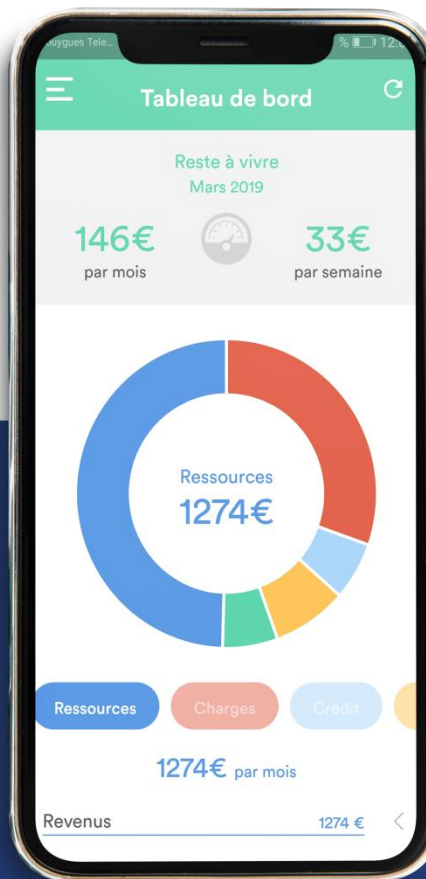 % 12:
Tableau de bord
Reste à vivre
Mars 2019
146€ 33€
par mois par semaine
Ressources
1274€
Ressources Charges Crédit
1274€ par mois
Revenus 1274 €